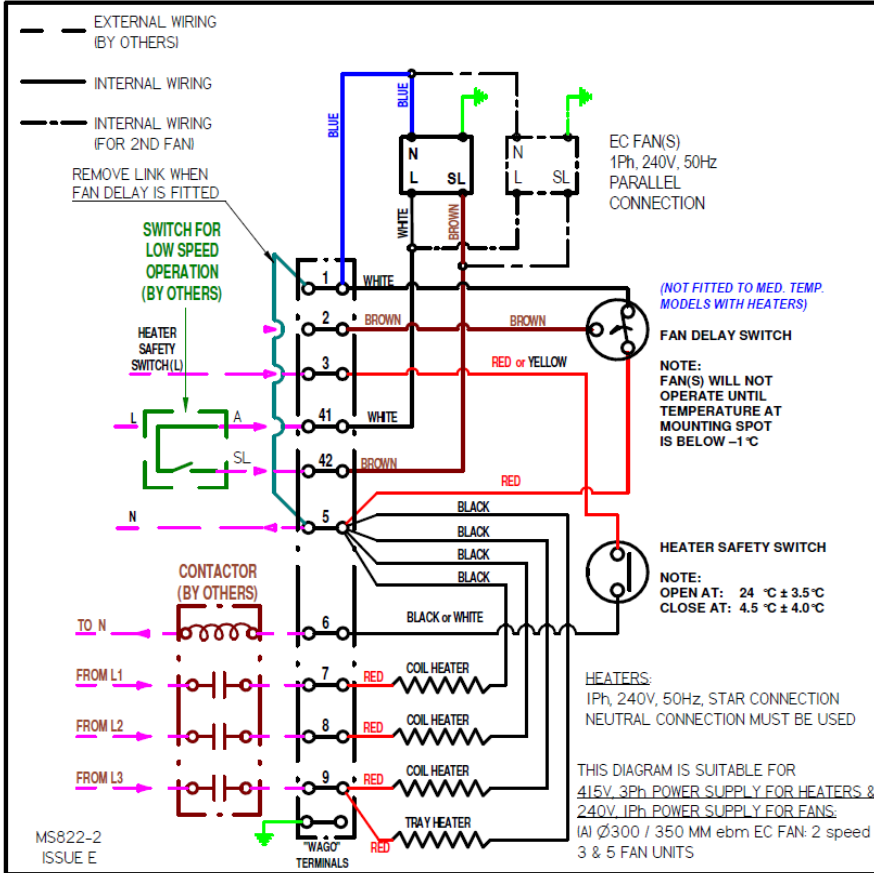 EXTERNAL WIRING
(BY OTHERS)
INTERNAL WIRING
INTERNAL WIRING
(FOR 2ND FAN)
REMOVE LINK WHEN
FAN DELAY IS FITTED
BLUE
BLUE
N
L
SL
N
L
SL
EC FAN(S)
1Ph, 240V, 50Hz
PARALLEL
CONNECTION
WHITE
BROWN
SWITCH FOR
LOW SPEED
OPERATION
(BY OTHERS)
1
WHITE
(NOT FITTED TO MED. TEMP.
MODELS WITH HEATERS)
2
BROWN
BROWN
FAN DELAY SWITCH
HEATER
SAFETY
SWITCH(L)
3
RED or YELLOW
NOTE:
FAN(S) WILL NOT
OPERATE UNTIL
TEMPERATURE AT
MOUNTING SPOT
IS BELOW –1 °C
L
A
41
WHITE
SL
42
BROWN
RED
N
5
BLACK
BLACK
BLACK
BLACK
HEATER SAFETY SWITCH
NOTE:
OPEN AT: 24 °C ± 3.5°C
CLOSE AT: 4.5 °C ± 4.0°C
CONTACTOR
(BY OTHERS)
TO N
6
BLACK or WHITE
FROM L1
7
RED
COIL HEATER
HEATERS:
1Ph, 240V, 50Hz, STAR CONNECTION
NEUTRAL CONNECTION MUST BE USED
FROM L2
8
RED
COIL HEATER
FROM L3
9
RED
COIL HEATER
RED
TRAY HEATER
THIS DIAGRAM IS SUITABLE FOR
415V, 3Ph POWER SUPPLY FOR HEATERS &
240V, 1Ph POWER SUPPLY FOR FANS:
(A) Ø300 / 350 MM ebm EC FAN: 2 speed
3 & 5 FAN UNITS
MS822-2
ISSUE E
"WAGO"
TERMINALS